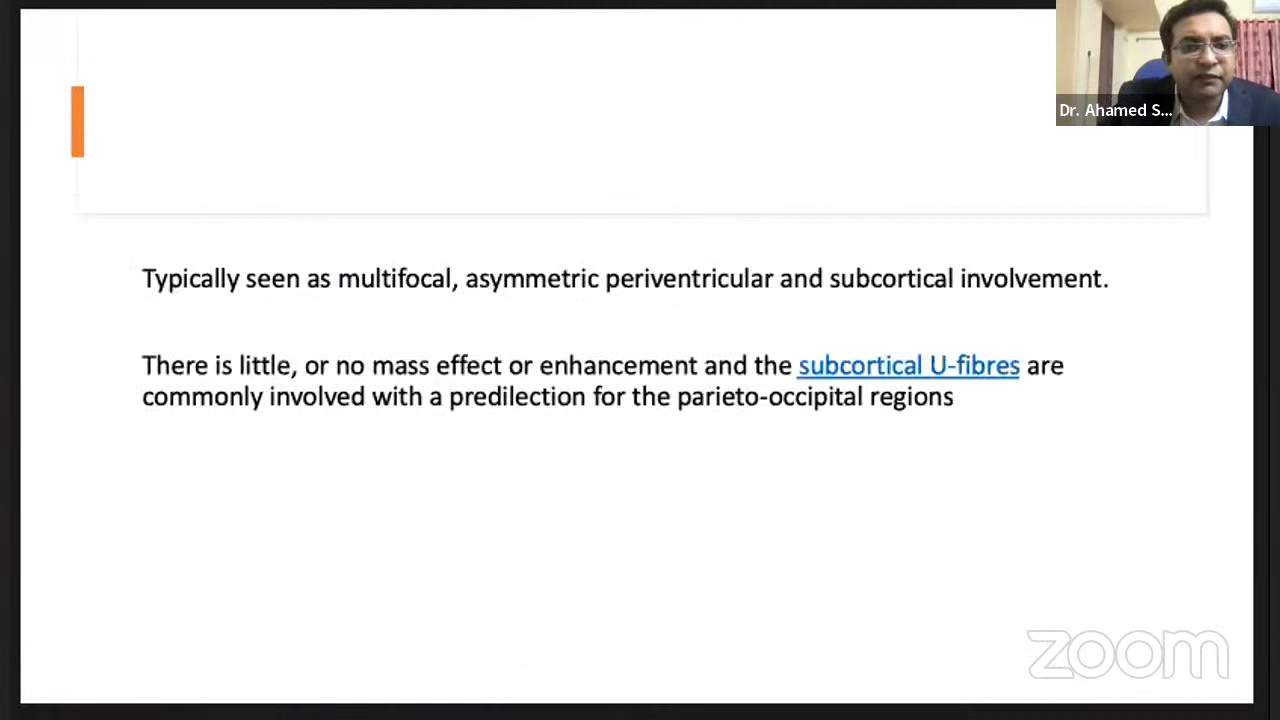 Dr. Ahamed S...
Typically seen as multifocal, asymmetric periventricular and subcortical involvement.
There is little, or no mass effect or enhancement and the subcortical U-fibres are
commonly involved with a predilection for the parieto-occipital regions
zoom